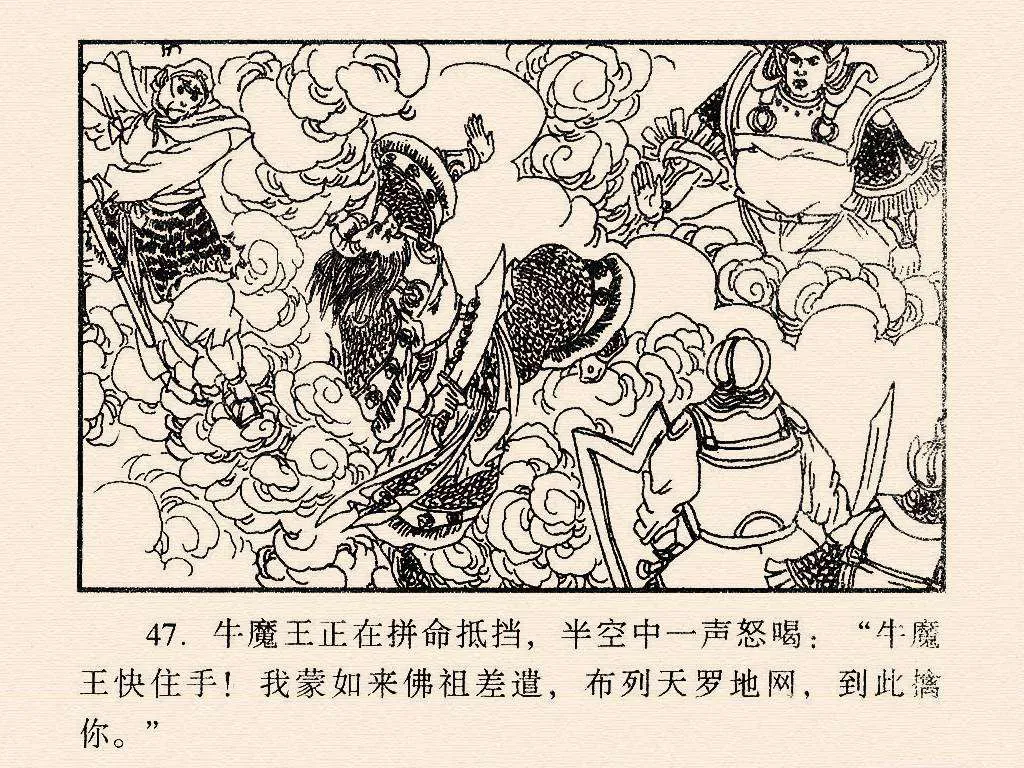 47. 牛魔王正在拼命抵挡，半空中一声怒喝：“牛魔
王快住手！我蒙如来佛祖差遣，布列天罗地网，到此擒
你。”